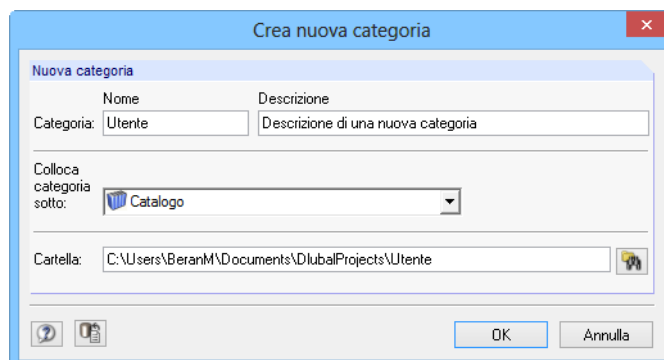 Crea nuova categoria
Nuova categoria
Nome Descrizione
Categoria: Utente Descrizione di una nuova categoria
Colloca
categoria
sotto: Catalogo
Cartella: C:\Users\BeranM\Documents\DlubalProjects\Utente
OK Annulla